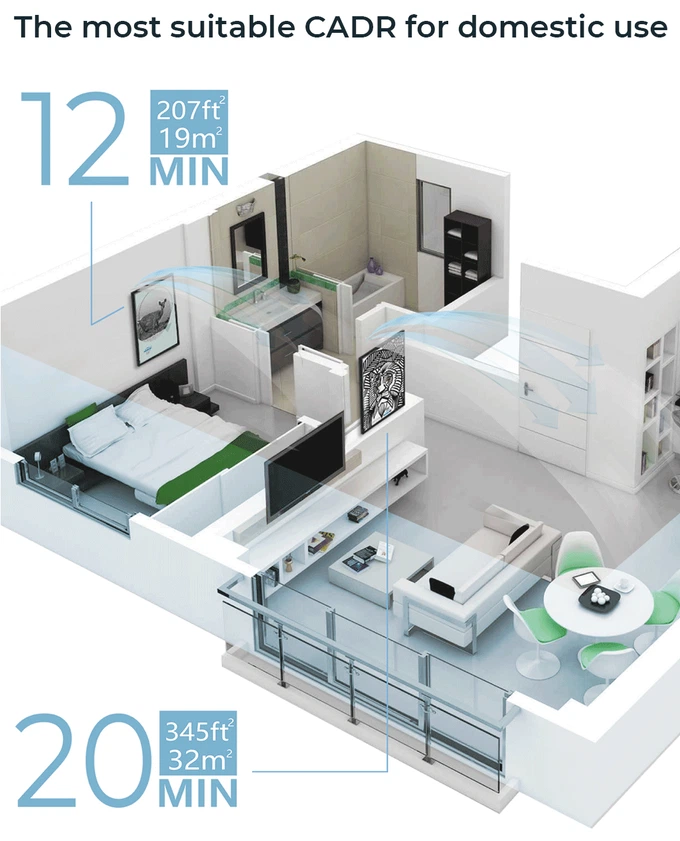 The most suitable CADR for domestic use
12
207ft²
19m²
MIN
20
345ft²
32m²
MIN